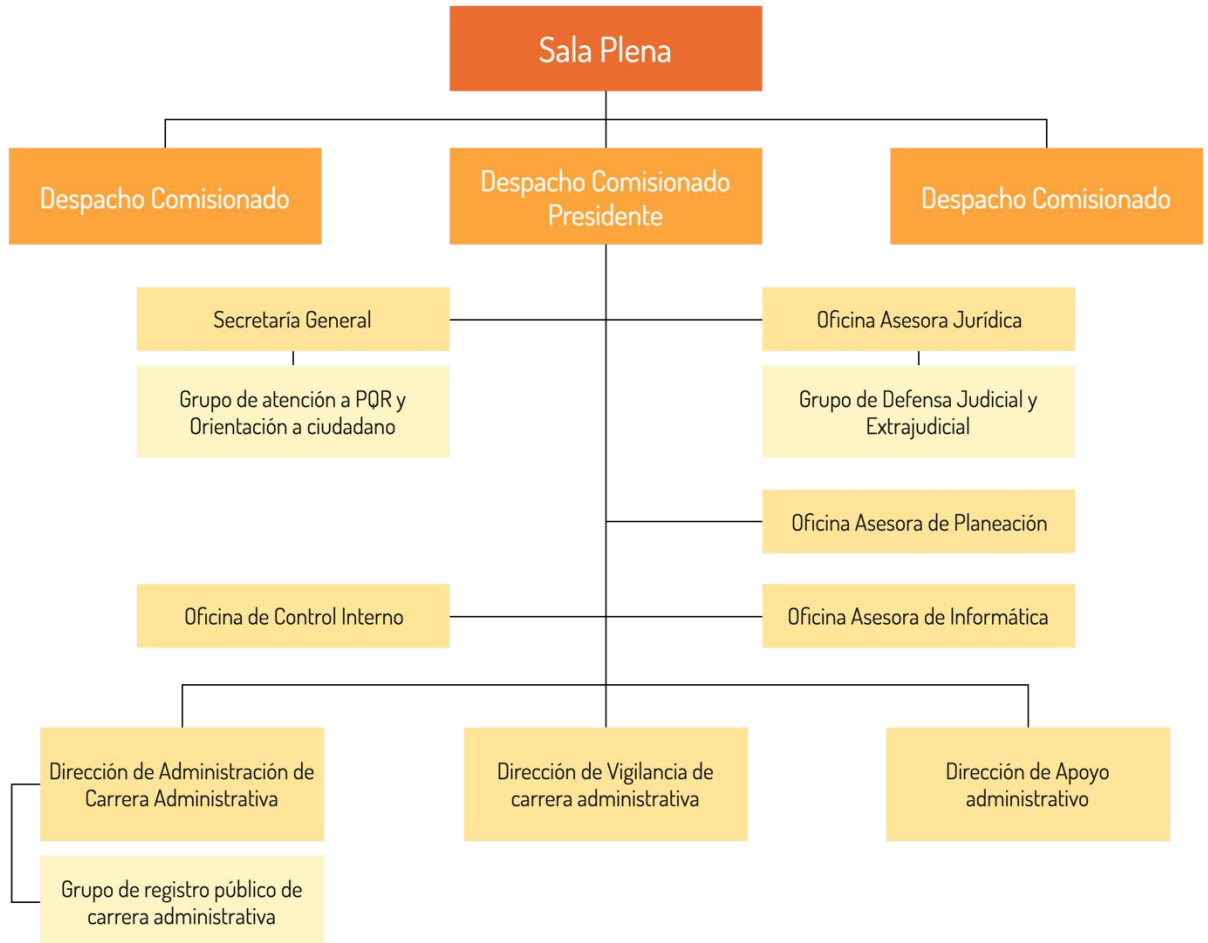 Sala Plena
Despacho Comisionado
Despacho Comisionado
Presidente
Despacho Comisionado
Secretaría General
Oficina Asesora Jurídica
Grupo de atención a PQR y
Orientación a ciudadano
Grupo de Defensa Judicial y
Extrajudicial
Oficina Asesora de Planeación
Oficina de Control Interno
Oficina Asesora de Informática
Dirección de Administración de
Carrera Administrativa
Dirección de Vigilancia de
carrera administrativa
Dirección de Apoyo
administrativo
Grupo de registro público de
carrera administrativa